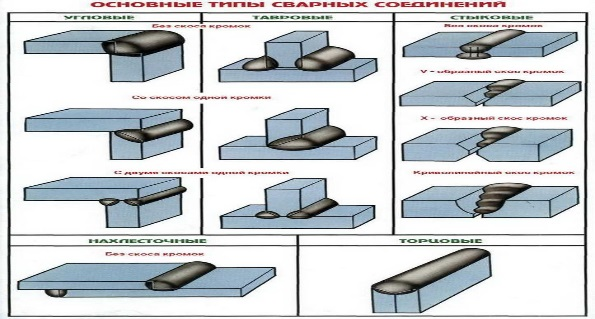 ОСНОВНЫЕ ТИПЫ СВАРНЫХ СОЕДИНЕНИЙ
УГЛОВЫЕ
ТАВРОВЫЕ
СТЫКОВЫЕ
Без скоса кромок
Без скоса кромок
V - образный скос кромок
Со скосом одной кромки
X - образный скос кромок
С двумя скосами одной кромки
Криволинейный скос кромок
НАХЛЕСТОЧНЫЕ
ТОРЦОВЫЕ
Без скоса кромок